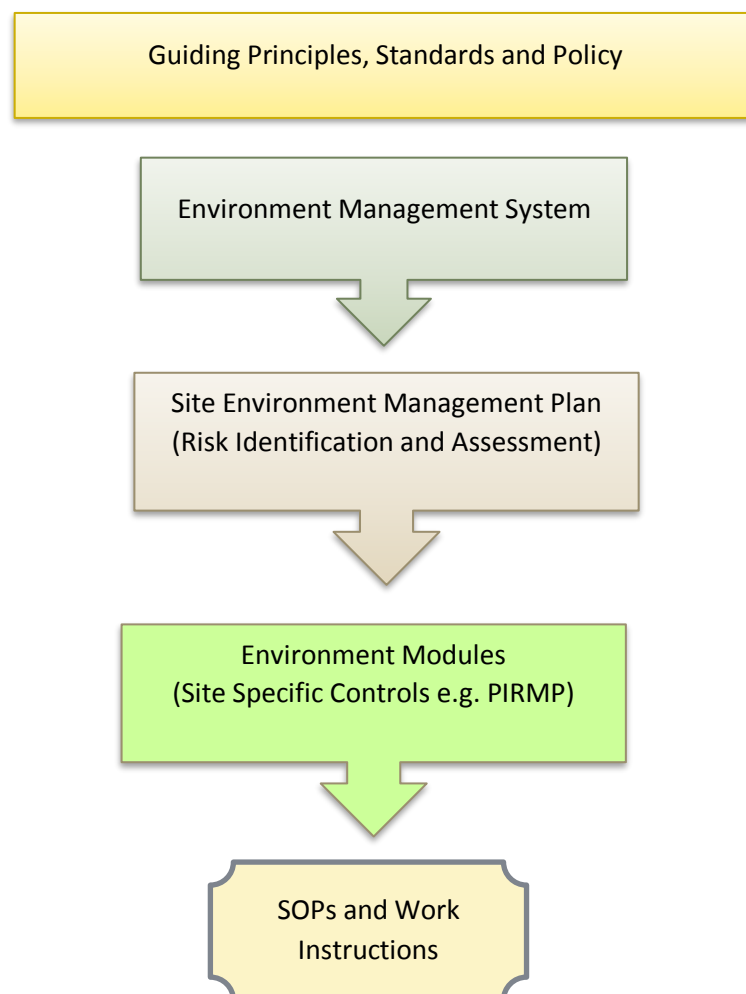 Guiding Principles, Standards and Policy
Environment Management System
Site Environment Management Plan
(Risk Identification and Assessment)
Environment Modules
(Site Specific Controls e.g. PIRMP)
SOPs and Work
Instructions